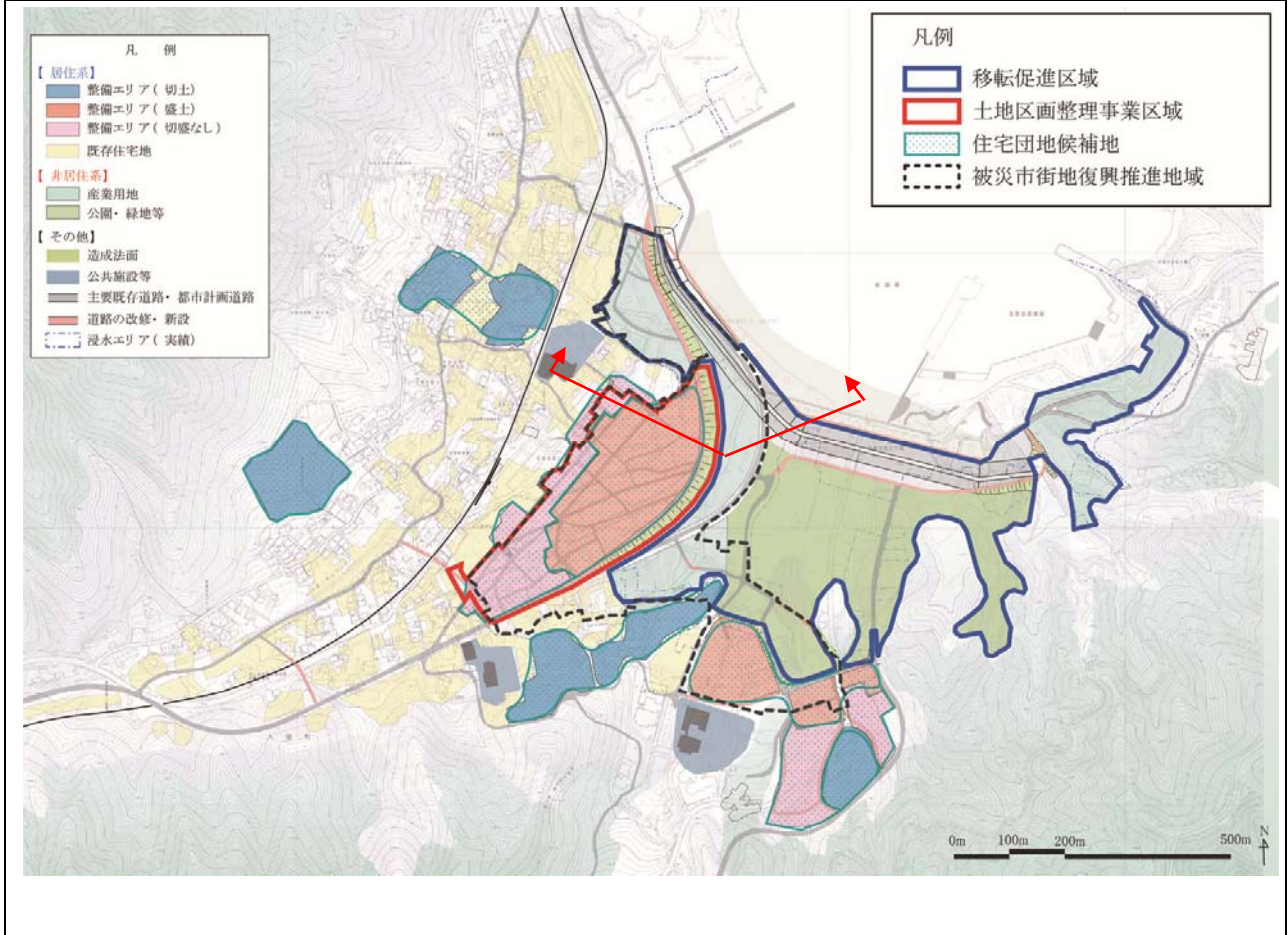 凡 例
【 居住系】
整備エリア( 切土)
整備エリア( 盛土)
整備エリア( 切盛なし)
既存住宅地
【 非居住系】
産業用地
公園・緑地等
【 その他】
造成法面
公共施設等
主要既存道路・都市計画道路
道路の改修・新設
浸水エリア( 実績)
凡例
移転促進区域
土地区画整理事業区域
住宅団地候補地
被災市街地復興推進地域
0m 100m 200m 500m
N